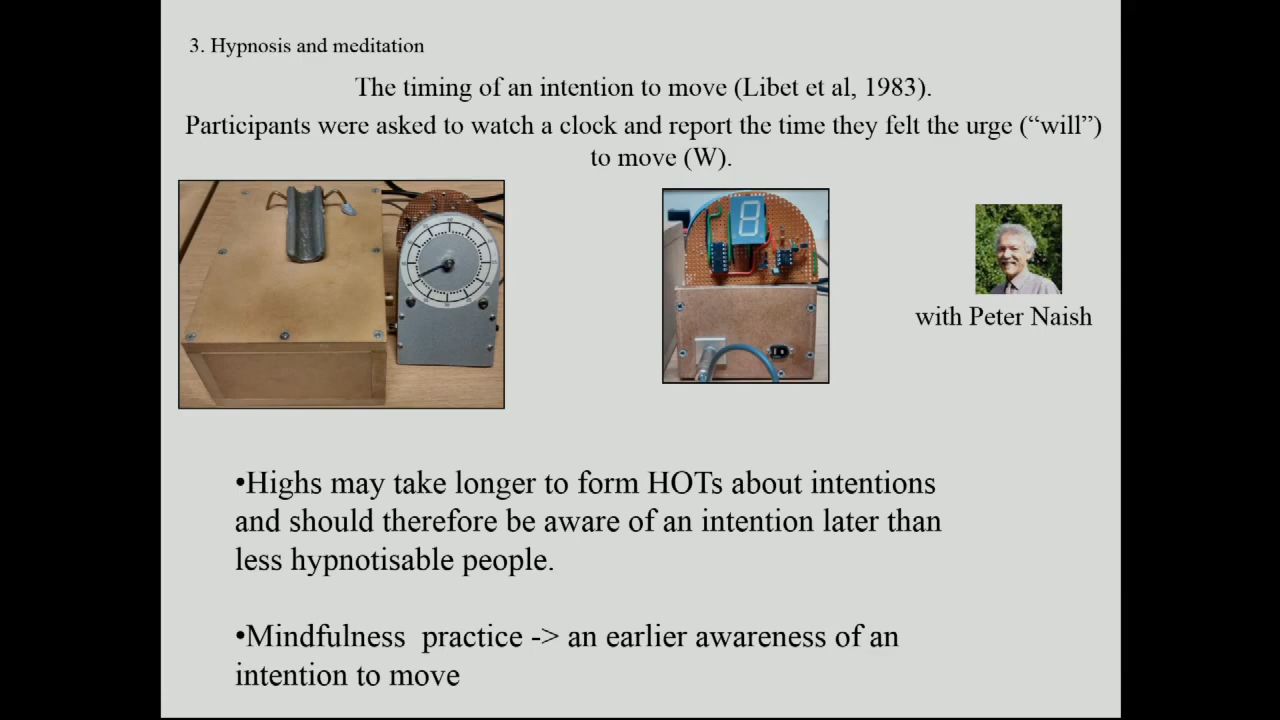 3. Hypnosis and meditation
The timing of an intention to move (Libet et al, 1983).
Participants were asked to watch a clock and report the time they felt the urge (“will”)
to move (W).
8
with Peter Naish
•Highs may take longer to form HOTs about intentions
and should therefore be aware of an intention later than
less hypnotisable people.
•Mindfulness  practice -> an earlier awareness of an
intention to move